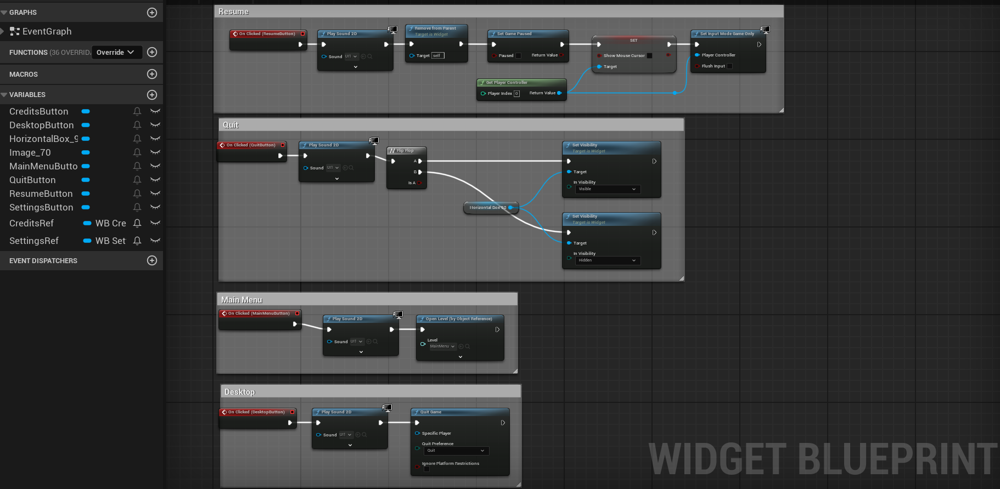 GRAPHS
EventGraph
FUNCTIONS (36 OVERRIDA
Override
MACROS
VARIABLES
CreditsButton
DesktopButton
HorizontalBox_9
Image_70
MainMenuButto
QuitButton
ResumeButton
SettingsButton
CreditsRef WB Cre
SettingsRef WB Set
EVENT DISPATCHERS
Resume
On Clicked (ResumeButton)
Play Sound 2D
Sound UI1
Remove from Parent
Target is Widget
Target self
Set Game Paused
Paused Return Value
SET
Show Mouse Cursor
Target
Set Input Mode Game Only
Player Controller
Flush Input
Get Player Controller
Player Index 0 Return Value
Quit
On Clicked (QuitButton)
Play Sound 2D
Sound UI1
Flip Flop
A
B
Is A
Horizontal Box 98
Set Visibility
Target is Widget
Target
In Visibility
Visible
Set Visibility
Target is Widget
Target
In Visibility
Hidden
Main Menu
On Clicked (MainMenuButton)
Play Sound 2D
Sound UI1
Open Level (by Object Reference)
Level
MainMenu
Desktop
On Clicked (DesktopButton)
Play Sound 2D
Sound UI1
Quit Game
Specific Player
Quit Preference
Quit
Ignore Platform Restrictions
WIDGET BLUEPRINT